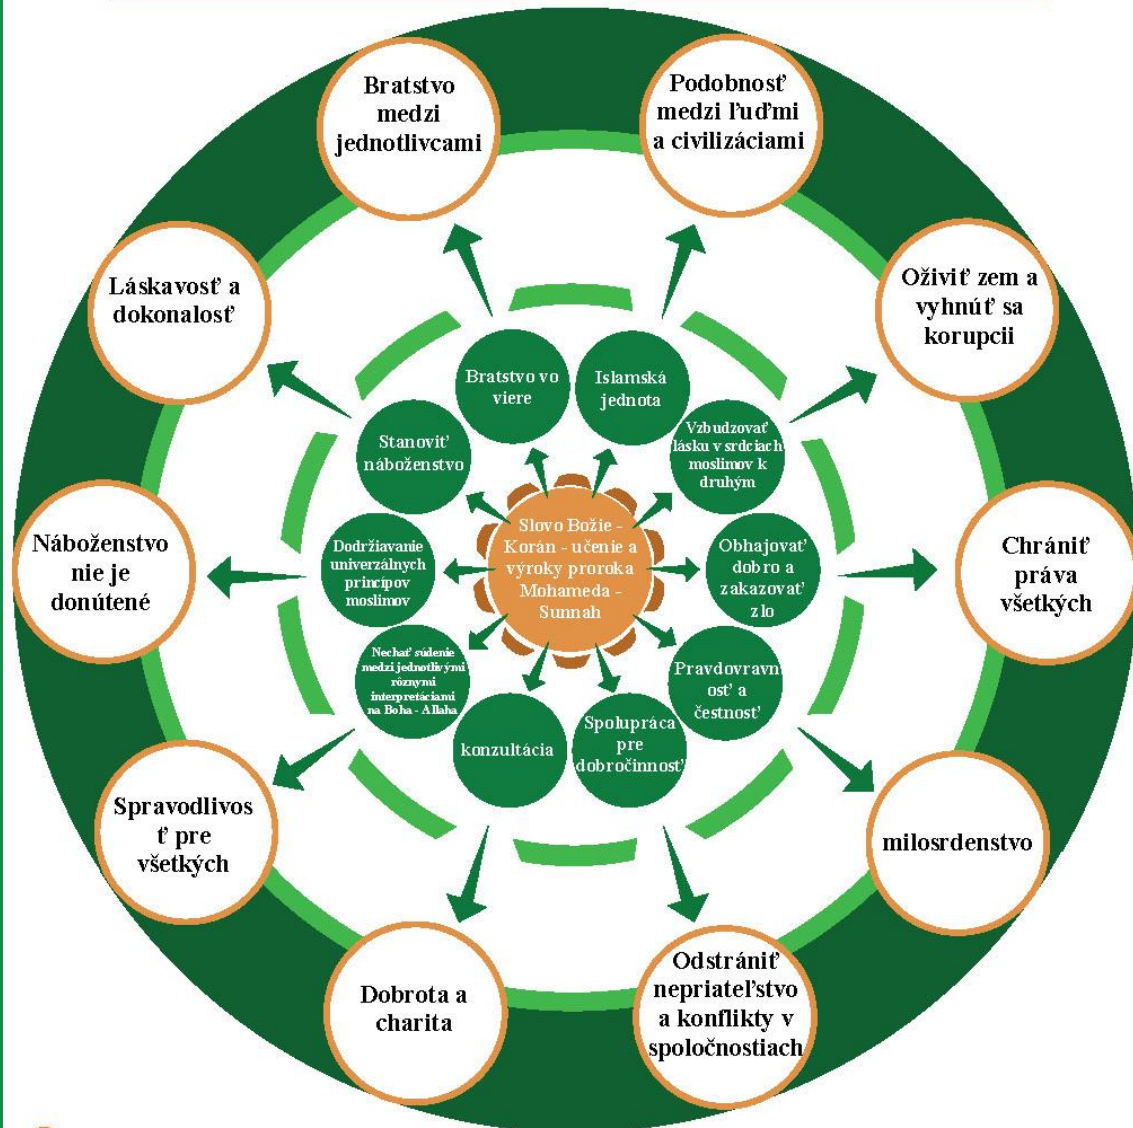 Bratstvo
medzi
jednotlivcami
Podobnosť
medzi ľuďmi
a civilizáciami
Láskavosť a
dokonalosť
Oživiť zem a
vyhnúť sa
korupcii
Bratstvo vo
viere
Islamská
jednota
Stanoviť
náboženstvo
Vzbudzovať
lásku v srdciach
moslimov k
druhým
Náboženstvo
nie je
donútené
Dodržiavanie
univerzálnych
princípov
moslimov
Slovo Božie -
Korán - učenie a
výroky proroka
Mohameda -
Sunnah
Obhajovať
dobro a
zakazovať
zlo
Chrániť
práva
všetkých
Nechať súdenie
medzi jednotlivými
rôznymi
interpretáciami
na Boha - Allaha
Pravdovravn
osť a
čestnosť
konzultácia
Spolupráca
pre
dobročinnosť
Spravodlivos
ť pre
všetkých
milosrdenstvo
Dobrota a
charita
Odstrániť
nepriateľstvo
a konflikty v
spoločnostiach